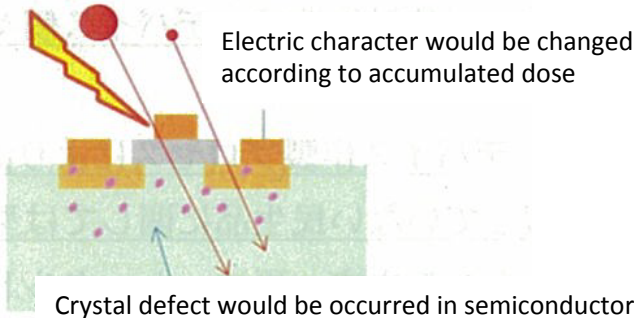 Electric character would be changed
according to accumulated dose
Crystal defect would be occurred in semiconductor